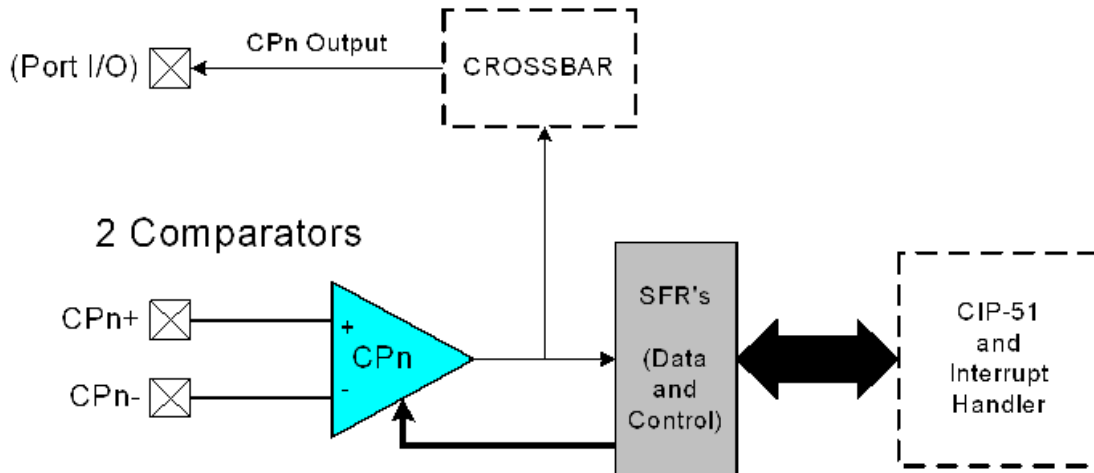 CPn Output
(Port I/O)
CROSSBAR
2 Comparators
CPn+
+
CPn
-
CPn-
SFR's
(Data
and
Control)
CIP-51
and
Interrupt
Handler